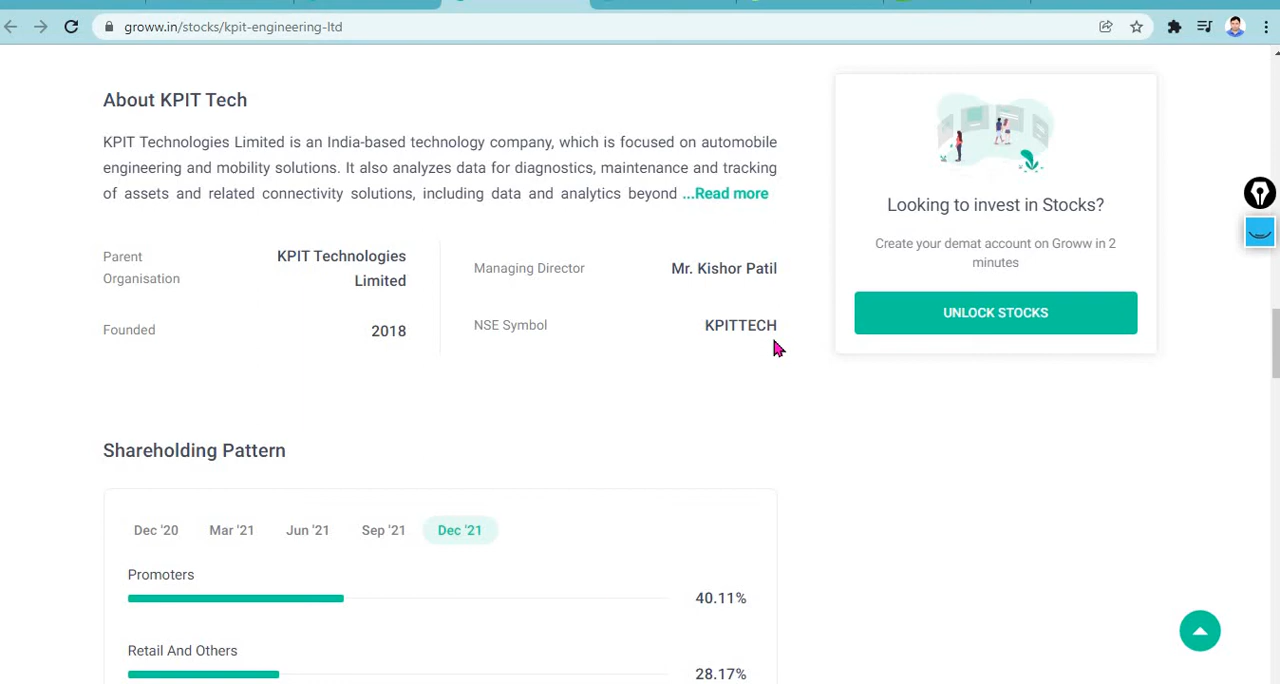 groww.in/stocks/kpit-engineering-ltd
About KPIT Tech
KPIT Technologies Limited is an India-based technology company, which is focused on automobile
engineering and mobility solutions. It also analyzes data for diagnostics, maintenance and tracking
of assets and related connectivity solutions, including data and analytics beyond ...Read more
Parent
Organisation
KPIT Technologies
Limited
Founded
2018
Managing Director
Mr. Kishor Patil
NSE Symbol
KPITTECH
Looking to invest in Stocks?
Create your demat account on Groww in 2
minutes
UNLOCK STOCKS
Shareholding Pattern
Dec '20 Mar '21 Jun '21 Sep '21 Dec '21
Promoters
40.11%
Retail And Others
28.17%